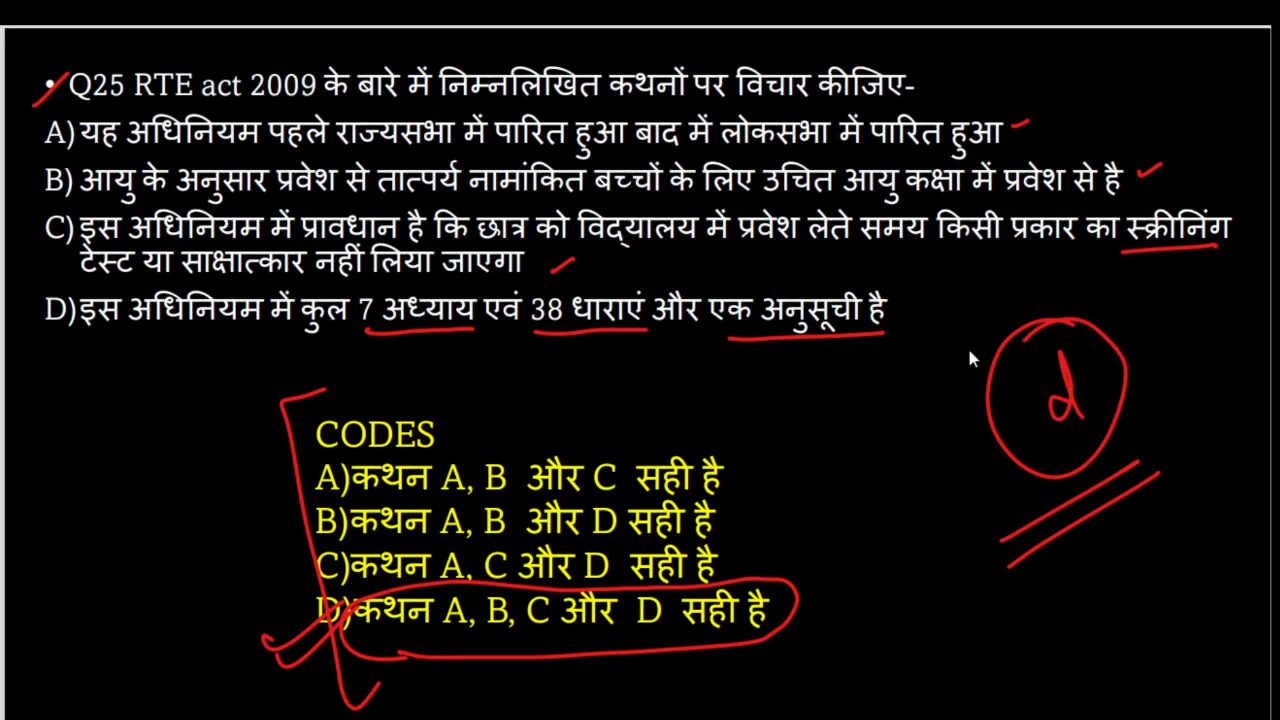 • Q25 RTE act 2009 के बारे में निम्नलिखित कथनों पर विचार कीजिए-
A) यह अधिनियम पहले राज्यसभा में पारित हुआ बाद में लोकसभा में पारित हुआ
B) आयु के अनुसार प्रवेश से तात्पर्य नामांकित बच्चों के लिए उचित आयु कक्षा में प्रवेश से है
C) इस अधिनियम में प्रावधान है कि छात्र को विद्यालय में प्रवेश लेते समय किसी प्रकार का स्क्रीनिंग
टेस्ट या साक्षात्कार नहीं लिया जाएगा
D) इस अधिनियम में कुल 7 अध्याय एवं 38 धाराएं और एक अनुसूची है
d
CODES
A)कथन A, B और C सही है
B)कथन A, B और D सही है
C)कथन A, C और D सही है
D)कथन A, B, C और D सही है